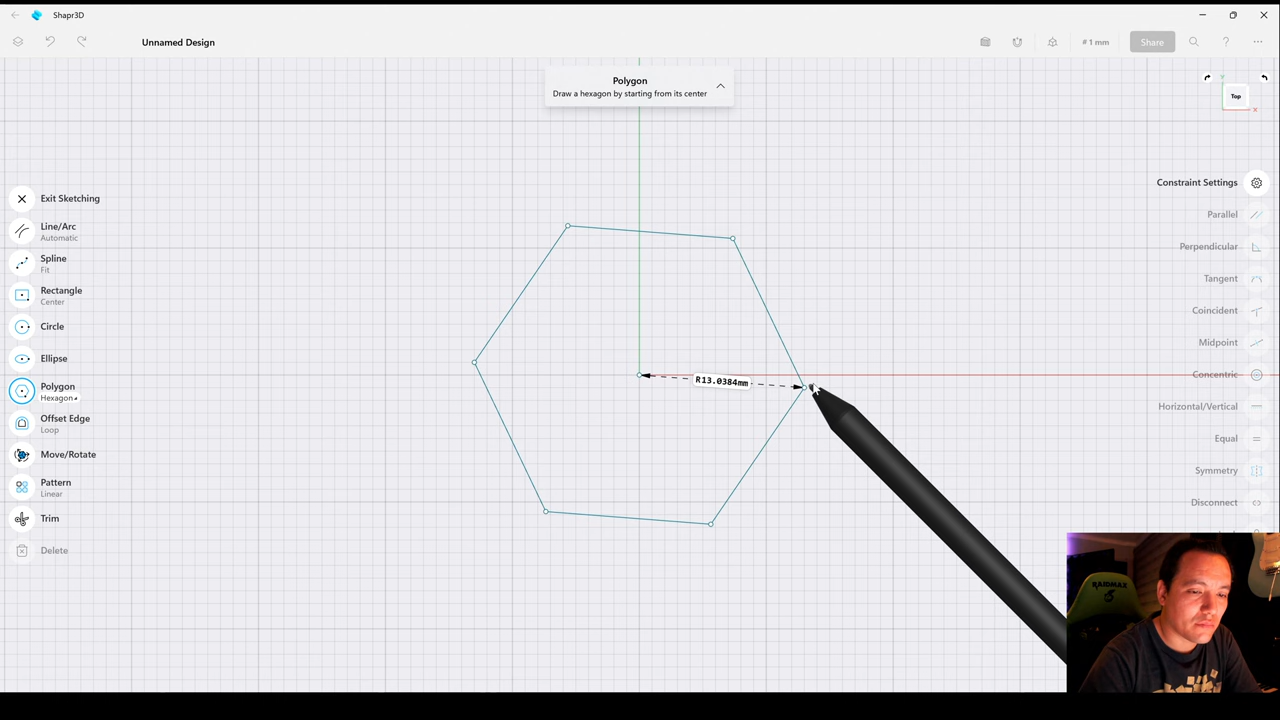 Shapr3D
Unnamed Design
# 1 mm
Share
Polygon
Draw a hexagon by starting from its center
Top
X
Exit Sketching
Line/Arc
Automatic
Spline
Fit
Rectangle
Center
Circle
Ellipse
Polygon
Hexagon
Offset Edge
Loop
Move/Rotate
Pattern
Linear
Trim
Delete
R13.0384mm
Constraint Settings
Parallel
Perpendicular
Tangent
Coincident
Midpoint
Concentric
Horizontal/Vertical
Equal
Symmetry
Disconnect
RAIDMAX